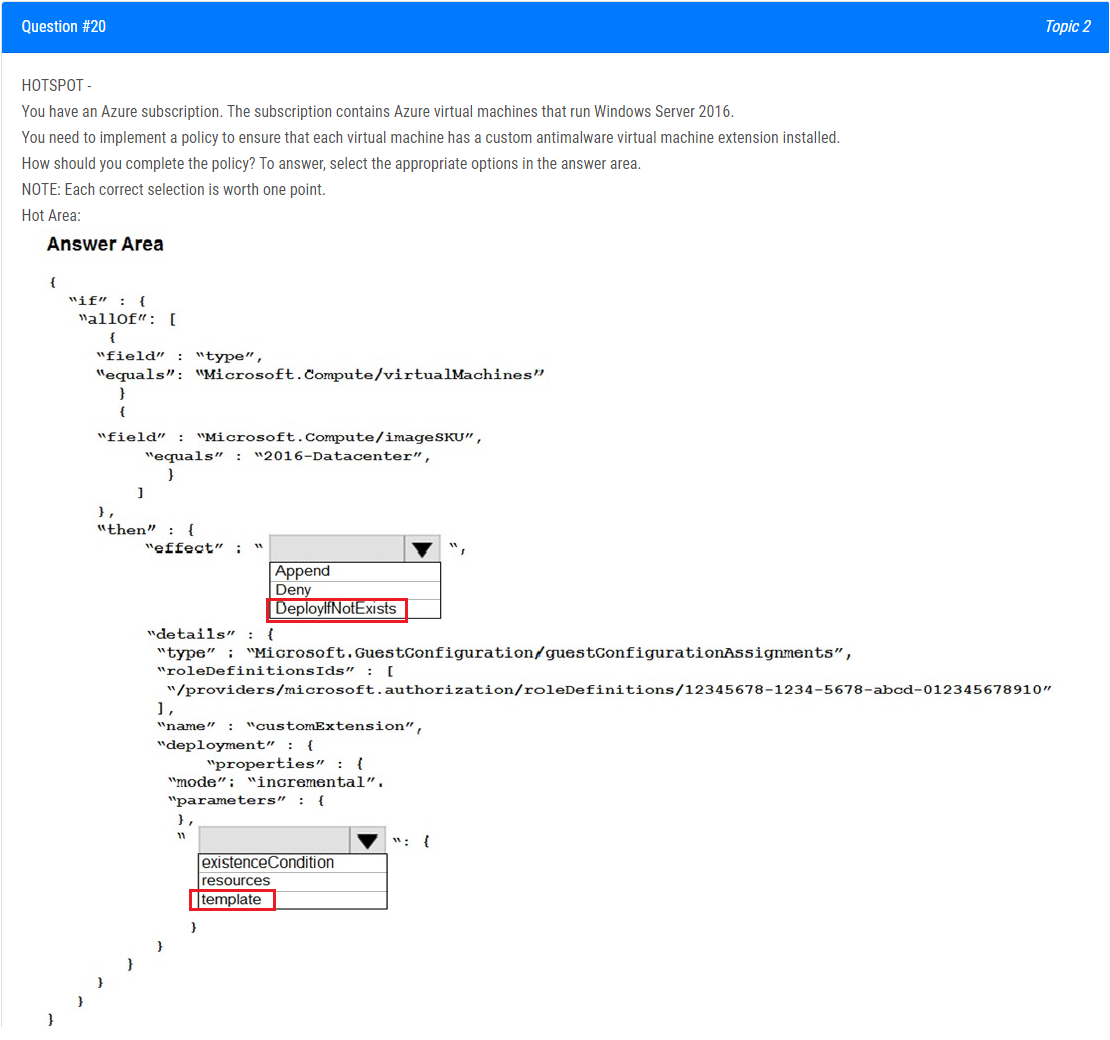 Question #20
Topic 2
HOTSPOT -
You have an Azure subscription. The subscription contains Azure virtual machines that run Windows Server 2016.
You need to implement a policy to ensure that each virtual machine has a custom antimalware virtual machine extension installed.
How should you complete the policy? To answer, select the appropriate options in the answer area.
NOTE: Each correct selection is worth one point.
Hot Area:
Answer Area
{
“if” : {
“allOf”: [
{
“field” : “type”,
“equals”: “Microsoft.Compute/virtualMachines”
}
{
“field” : “Microsoft.Compute/imageSKU”,
“equals” : “2016-Datacenter”,
}
]
},
“then” : {
“effect” : “ “,
Append
Deny
DeployIfNotExists
“details” : {
“type” : “Microsoft.GuestConfiguration/guestConfigurationAssignments”,
“roleDefinitionsIds” : [
“/providers/microsoft.authorization/roleDefinitions/12345678-1234-5678-abcd-012345678910”
],
“name” : “customExtension”,
“deployment” : {
“properties” : {
“mode”: “incremental”.
“parameters” : {
},
“ “: {
existenceCondition
resources
template
}
}
}
}
}
}